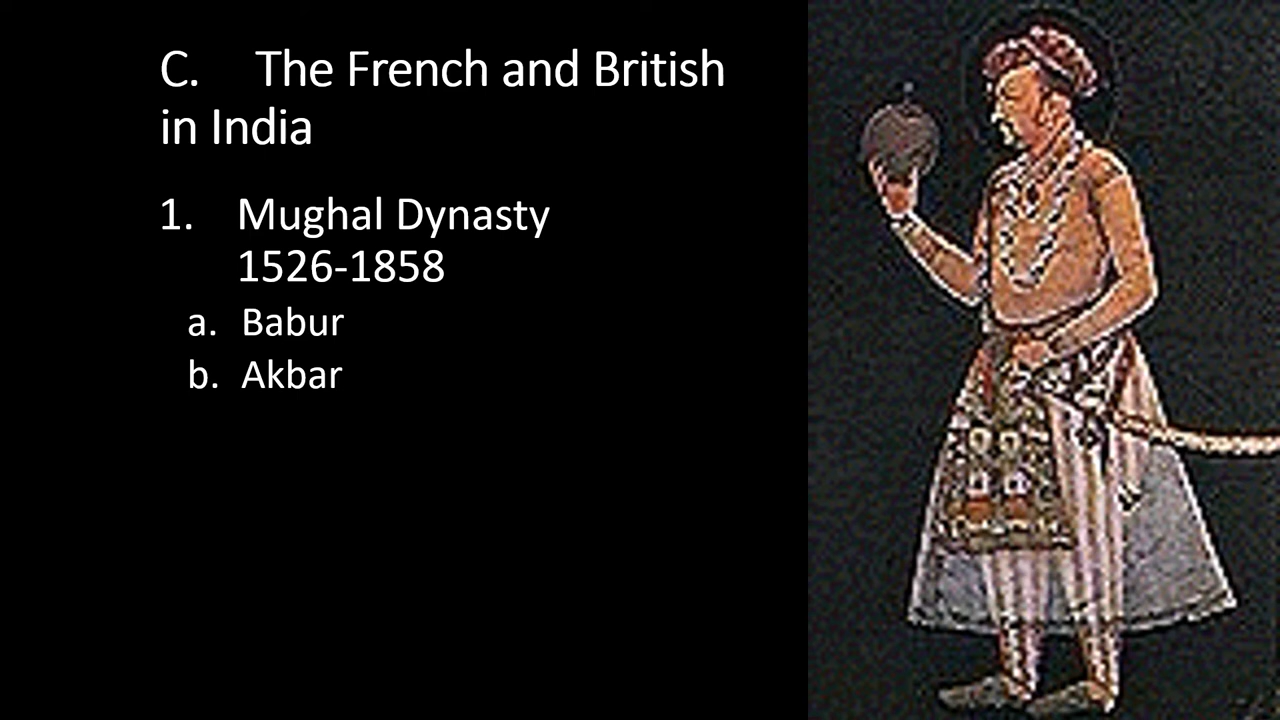 C. The French and British
in India
1. Mughal Dynasty
1526-1858
a. Babur
b. Akbar